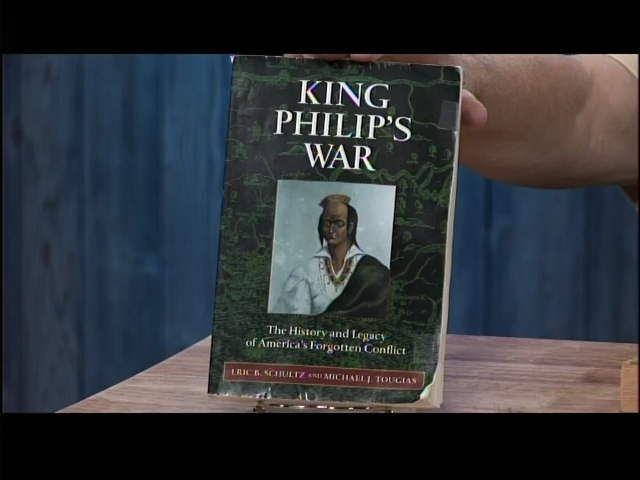 KING
PHILIP'S
WAR
The History and Legacy
of America's Forgotten Conflict
ERIC B. SCHULTZ AND MICHAEL J. TOUGIAS